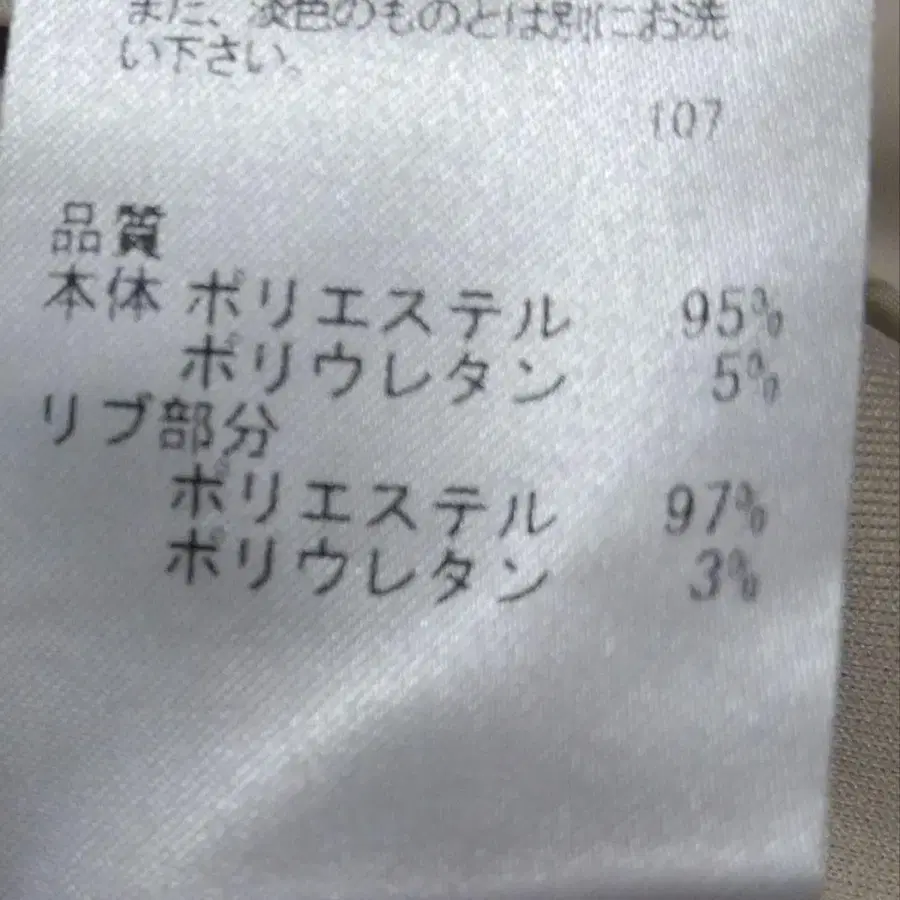 また、淡色のものとは別にお洗
い下さい。
107
品質
本体 ポリエステル 95%
ポリウレタン 5%
リブ部分
ポリエステル 97%
ポリウレタン 3%